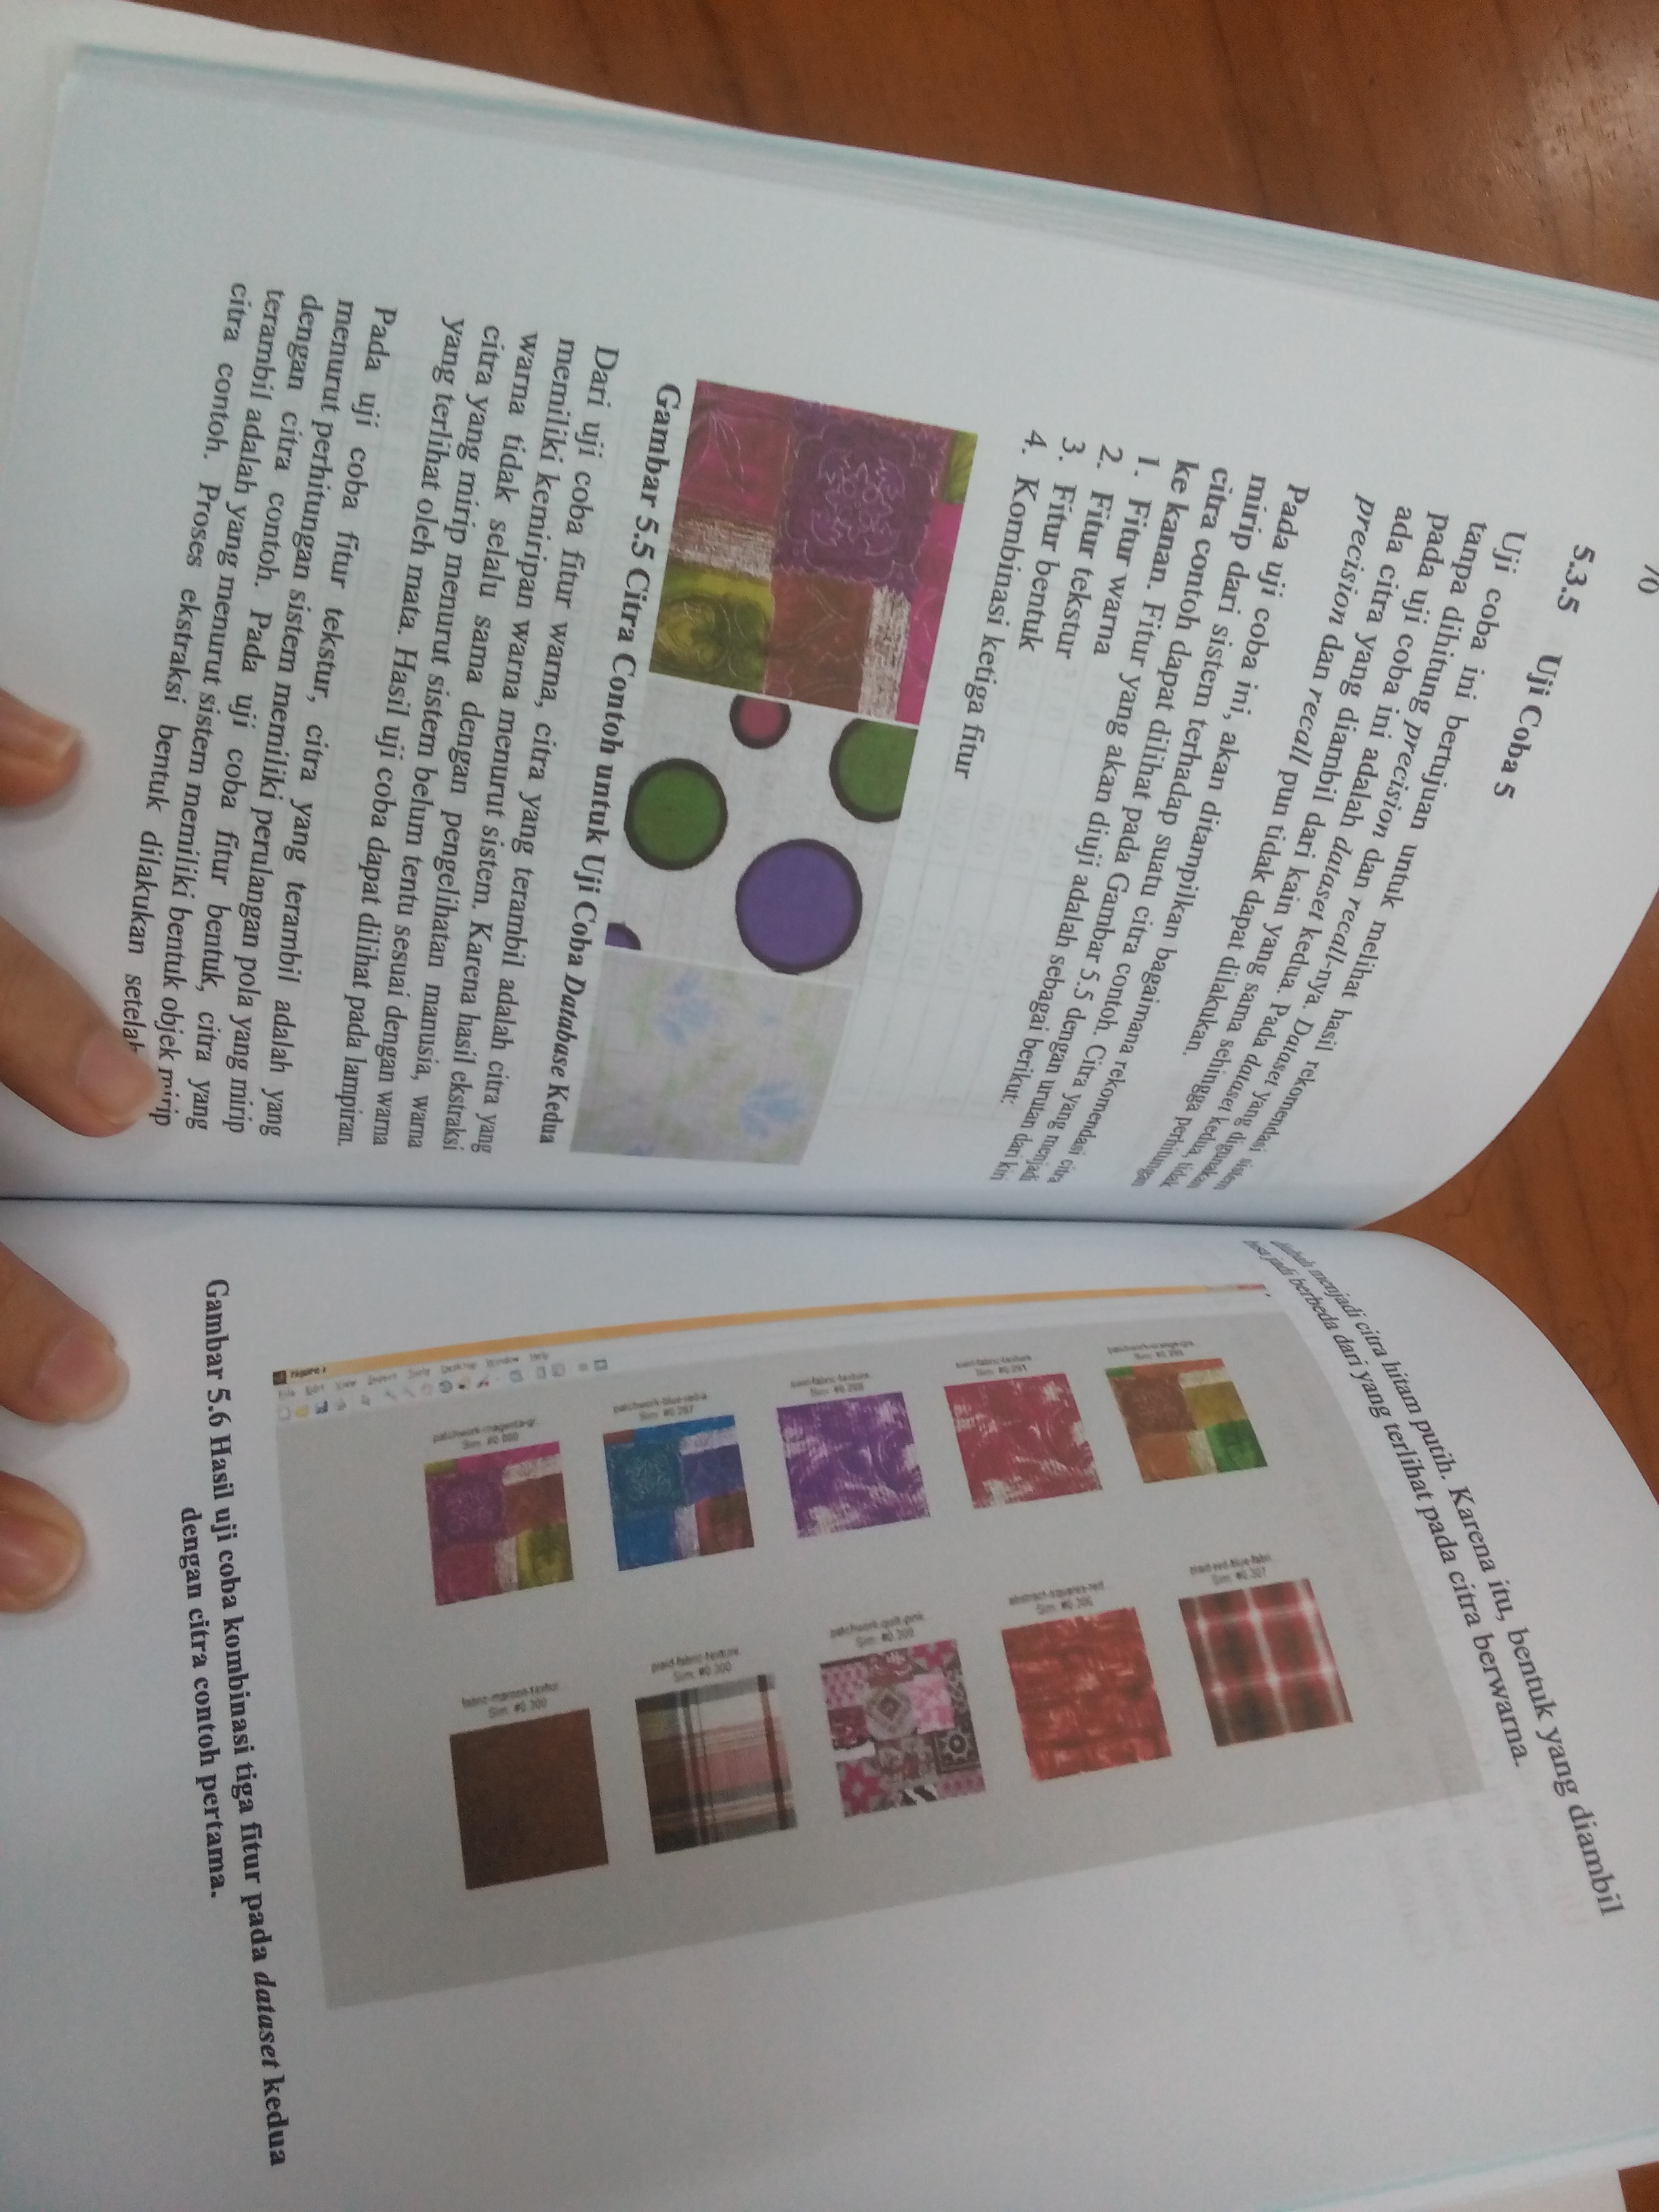 70
5.3.5 Uji Coba 5
Uji coba ini bertujuan untuk melihat hasil rekomendasi sistem
tanpa dihitung precision dan recall-nya. Dataset yang digunakan
pada uji coba ini adalah dataset kedua. Pada dataset kedua, tidak
ada citra yang diambil dari kain yang sama sehingga perhitungan
precision dan recall pun tidak dapat dilakukan.
Pada uji coba ini, akan ditampilkan bagaimana rekomendasi citra
mirip dari sistem terhadap suatu citra contoh. Citra yang menjadi
citra contoh dapat dilihat pada Gambar 5.5 dengan urutan dari kiri
ke kanan. Fitur yang akan diuji adalah sebagai berikut:
1. Fitur warna
2. Fitur tekstur
3. Fitur bentuk
4. Kombinasi ketiga fitur
Gambar 5.5 Citra Contoh untuk Uji Coba Database Kedua
Dari uji coba fitur warna, citra yang terambil adalah citra yang
memiliki kemiripan warna menurut sistem. Karena hasil ekstraksi
warna tidak selalu sama dengan pengelihatan manusia, warna
citra yang mirip menurut sistem belum tentu sesuai dengan warna
yang terlihat oleh mata. Hasil uji coba dapat dilihat pada lampiran.
Pada uji coba fitur tekstur, citra yang terambil adalah yang
menurut perhitungan sistem memiliki perulangan pola yang mirip
dengan citra contoh. Pada uji coba fitur bentuk, citra yang
terambil adalah yang menurut sistem memiliki bentuk objek mirip
citra contoh. Proses ekstraksi bentuk dilakukan setelah
diubah menjadi citra hitam putih. Karena itu, bentuk yang diambil
bisa jadi berbeda dari yang terlihat pada citra berwarna.
Gambar 5.6 Hasil uji coba kombinasi tiga fitur pada dataset kedua
dengan citra contoh pertama.